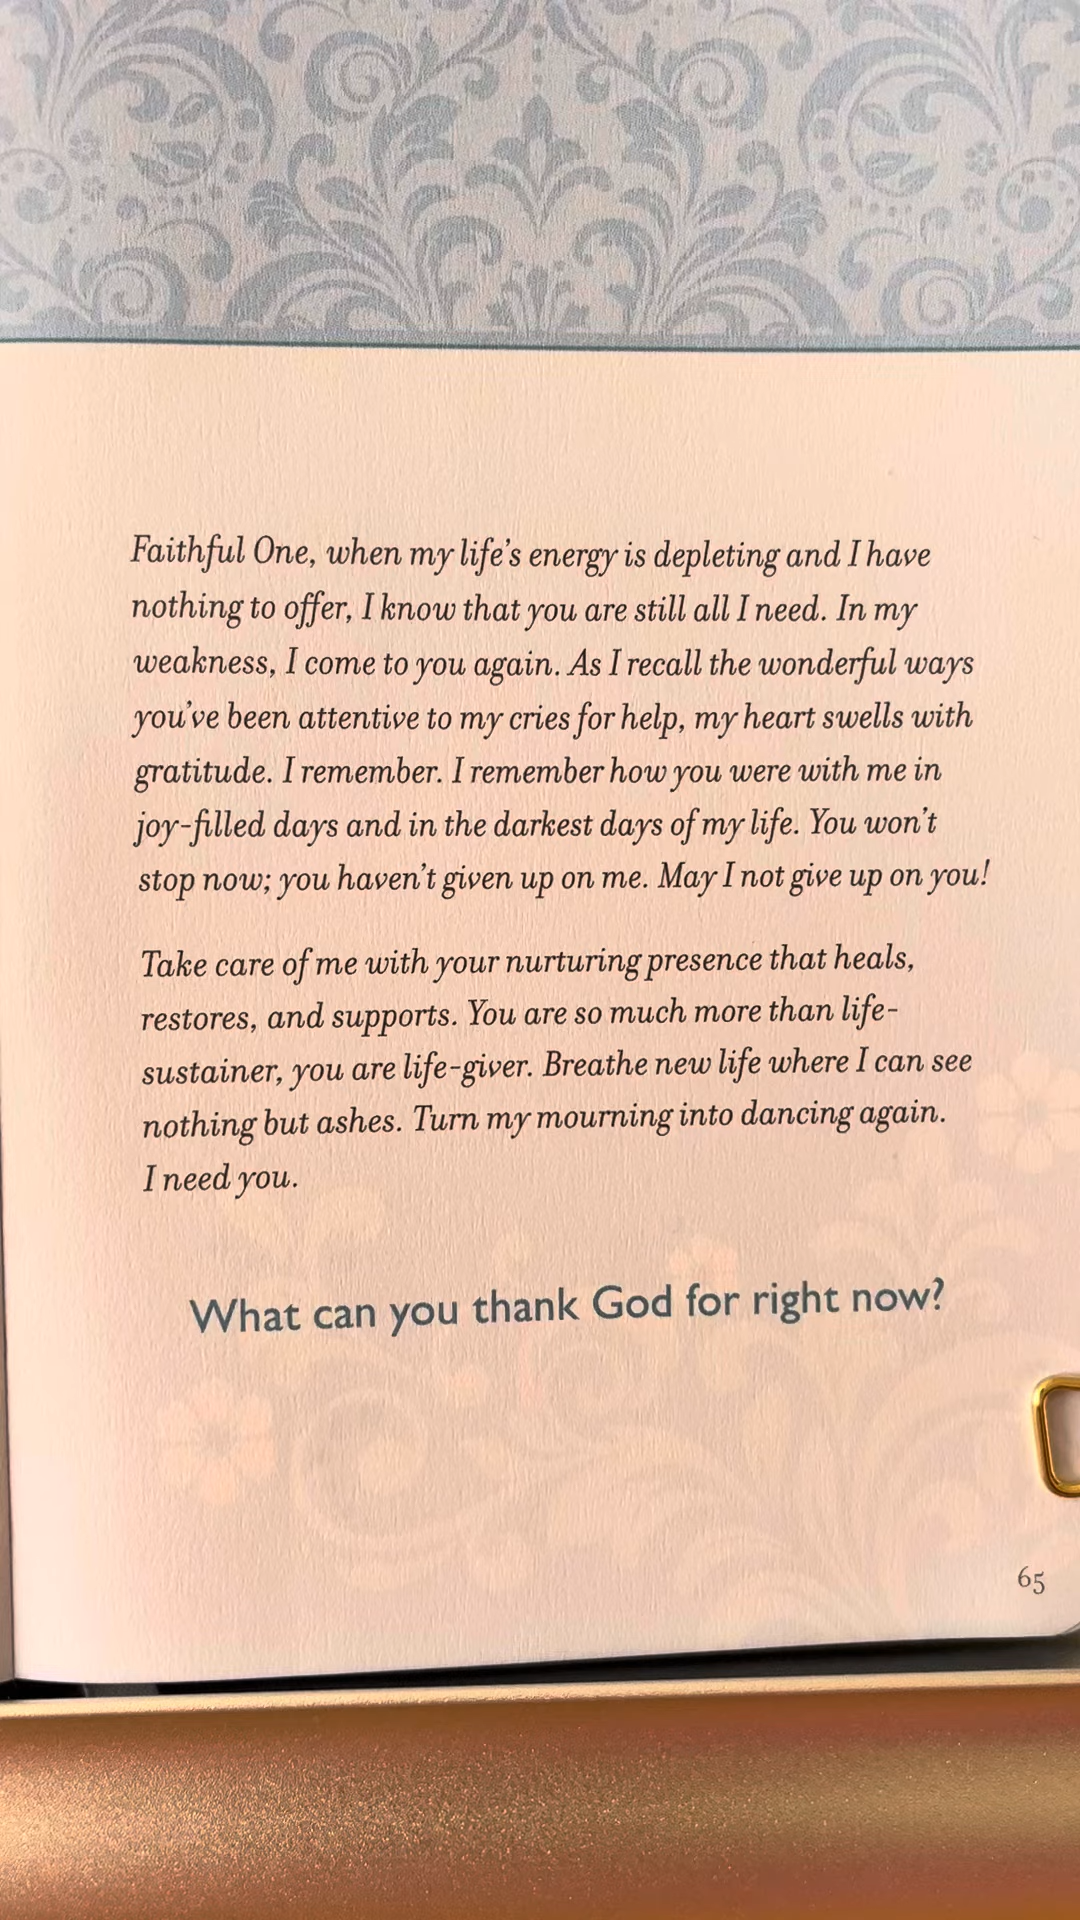 Faithful One, when my life's energy is depleting and I have
nothing to offer, I know that you are still all I need. In my
weakness, I come to you again. As I recall the wonderful ways
you've been attentive to my cries for help, my heart swells with
gratitude. I remember. I remember how you were with me in
joy-filled days and in the darkest days of my life. You won't
stop now; you haven't given up on me. May I not give up on you!
Take care of me with your nurturing presence that heals,
restores, and supports. You are so much more than life-
sustainer, you are life-giver. Breathe new life where I can see
nothing but ashes. Turn my mourning into dancing again.
I need you.
What can you thank God for right now?
65